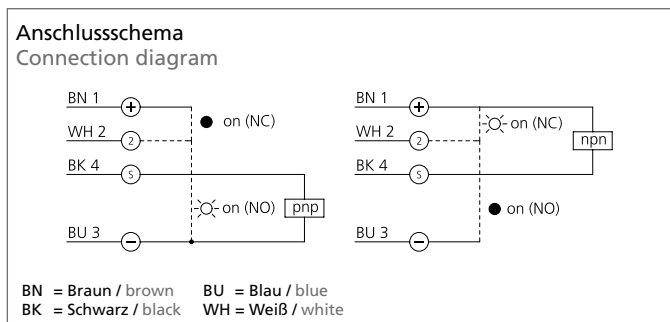 Anschlussschema
Connection diagram
BN 1
+
on (NC)
WH 2
2
BK 4
S
on (NO)
pnp
BU 3
−
BN 1
+
on (NC)
WH 2
2
npn
BK 4
S
on (NO)
BU 3
−
BN = Braun / brown BU = Blau / blue
BK = Schwarz / black WH = Weiß / white